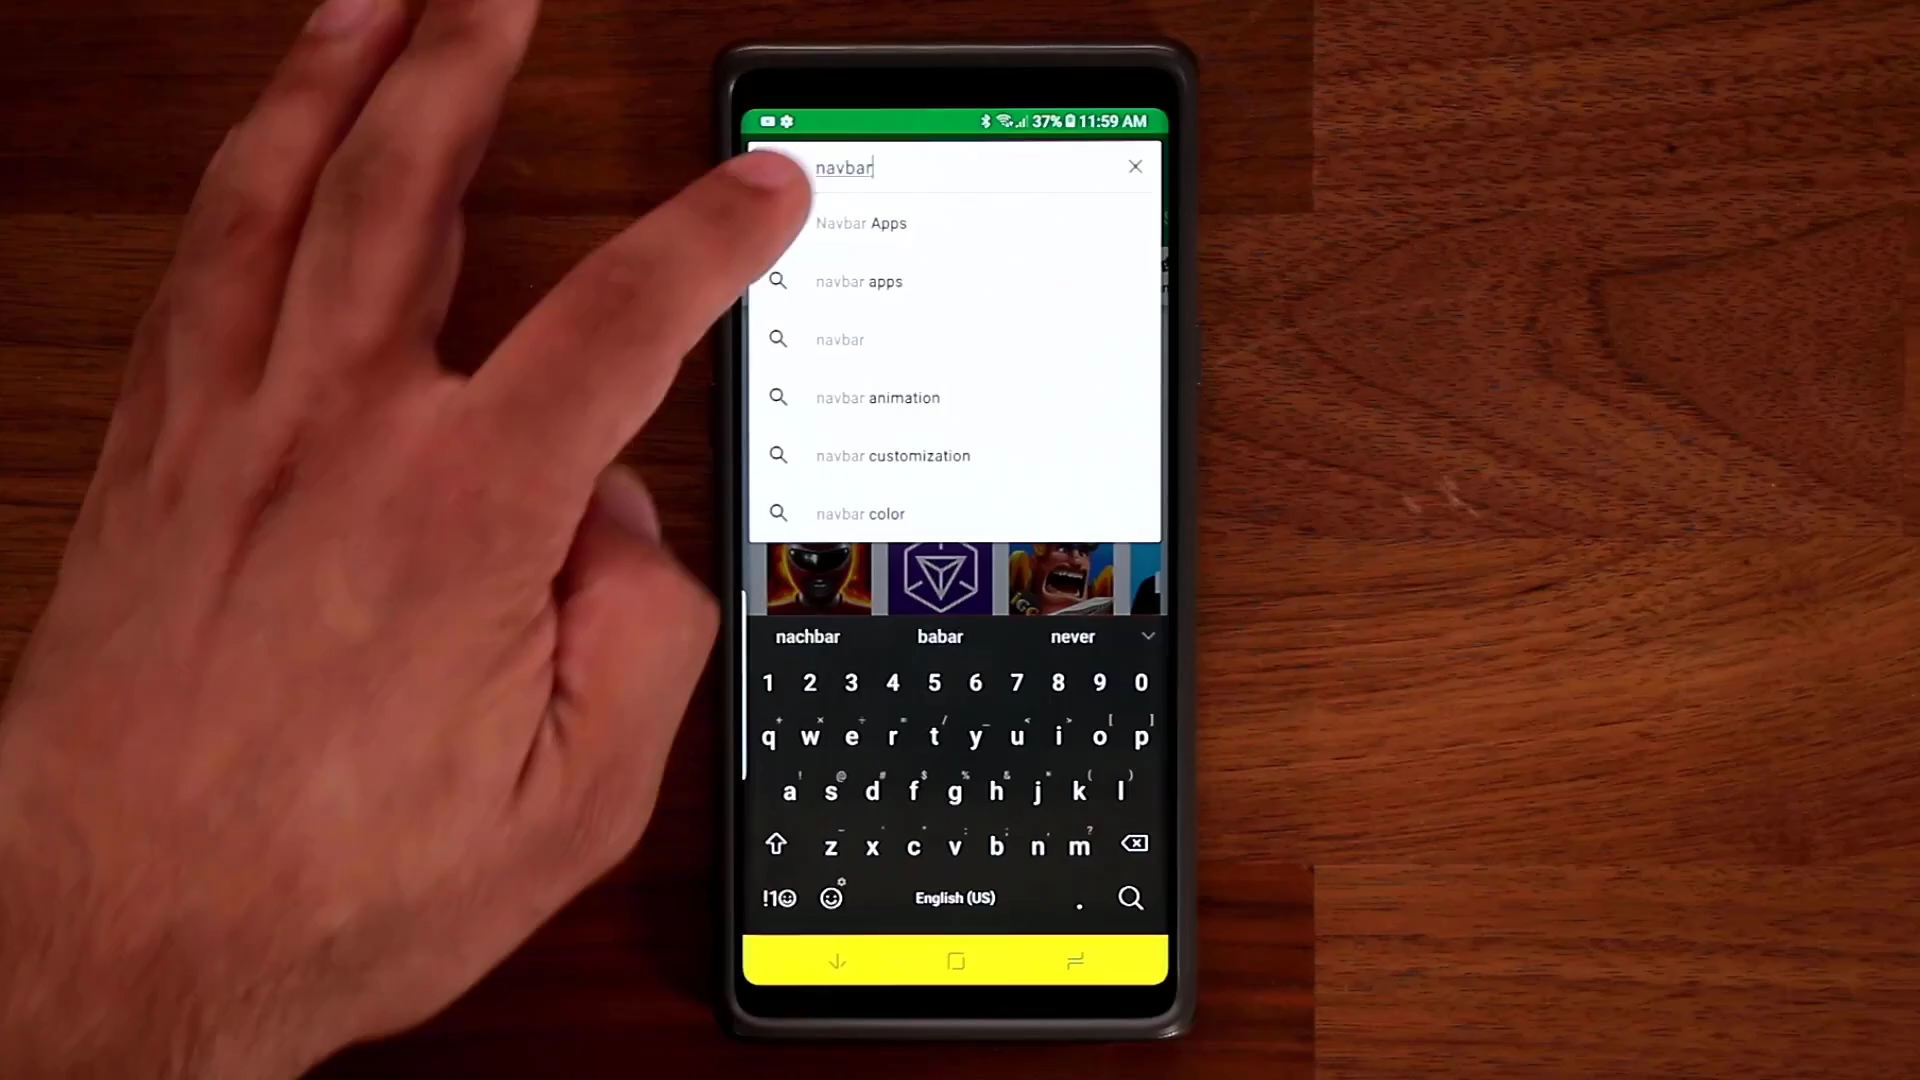 37% 11:59 AM
navbar
Navbar Apps
navbar apps
navbar
navbar animation
navbar customization
navbar color
IGG
nachbar babar never
1 2 3 4 5 6 7 8 9 0
+ × ÷ = / _ < > [ ]
q w e r t y u i o p
! @ # $ % & * ( )
a s d f g h j k l
z x c v b n m
!1☺ English (US) .